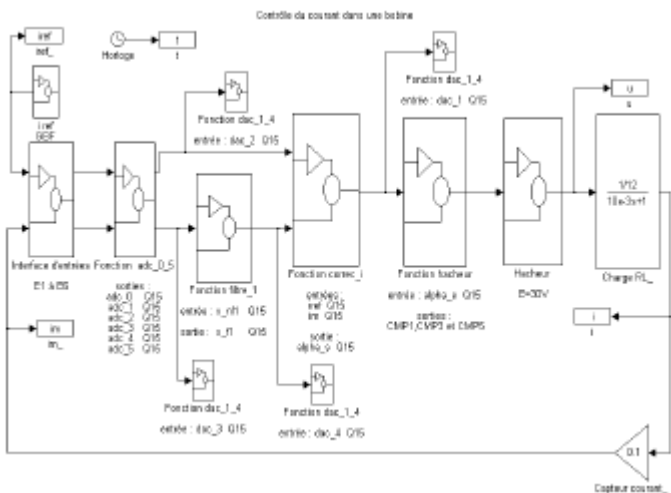 Contrôle du courant dans une bobine
iref
iref_
Horloge
t
t
i ref
GBF
Fonction dac_1_4
entrée : dac_2 Q15
Fonction dac_1_4
entrée : dac_1 Q15
u
u
Interface d'entrées
E1 à E6
Fonction adc_0_5
sorties :
adc_0 Q15
adc_1 Q15
adc_2 Q15
adc_3 Q15
adc_4 Q15
adc_5 Q15
Fonction filtre_1
entrée : x_nf1 Q15
sortie : x_f1 Q15
Fonction correc_i
entrées :
iref Q15
im Q15
sortie :
alpha_s Q15
Fonction hacheur
entrée : alpha_s Q15
sorties :
CMP1,CMP3 et CMP5
Hacheur
E=30V
1/12
10e-3s+1
Charge RL_
im
im_
i
i
Fonction dac_1_4
entrée : dac_3 Q15
Fonction dac_1_4
entrée : dac_4 Q15
0.1
Capteur courant_